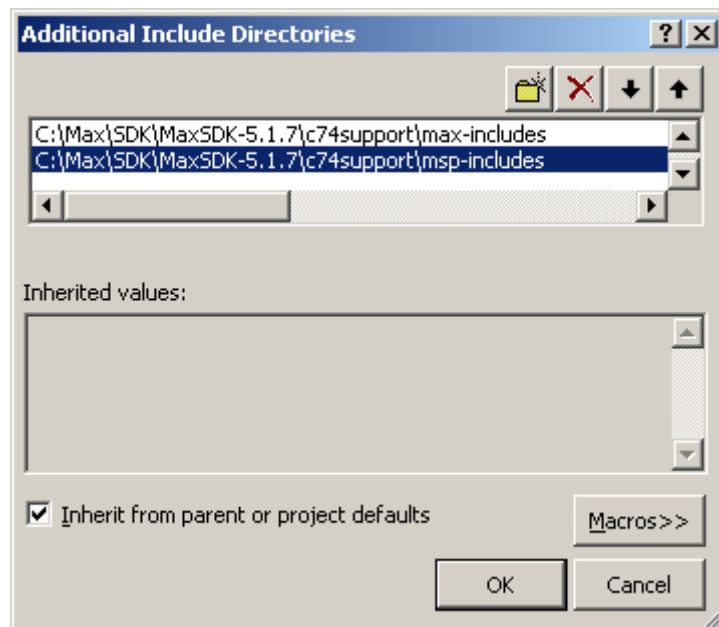 Additional Include Directories
C:\Max\SDK\MaxSDK-5.1.7\c74support\max-includes
C:\Max\SDK\MaxSDK-5.1.7\c74support\msp-includes
Inherited values:
Inherit from parent or project defaults
Macros>>
OK
Cancel